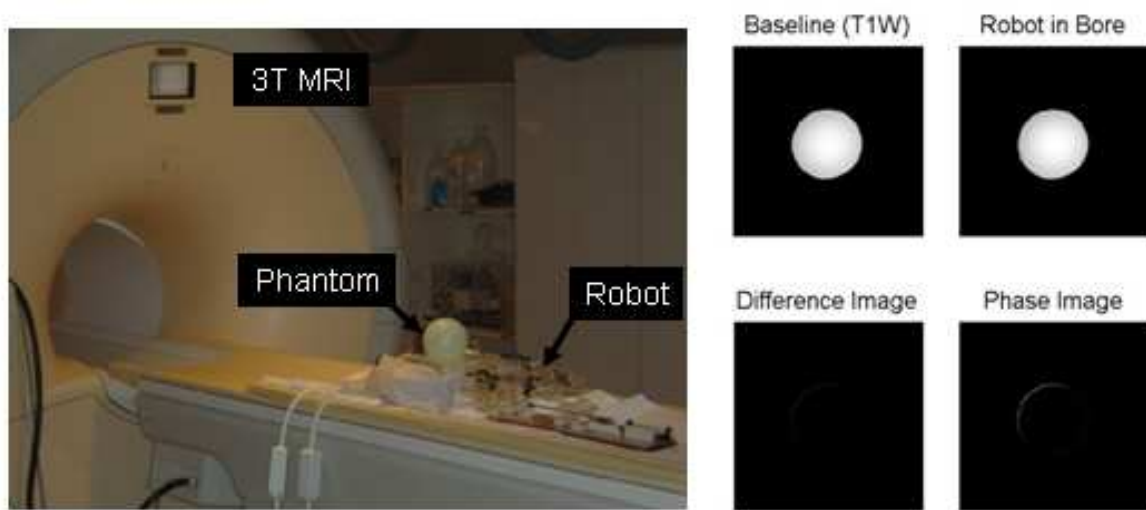 3T MRI
Phantom
Robot
Baseline (T1W)
Robot in Bore
Difference Image
Phase Image